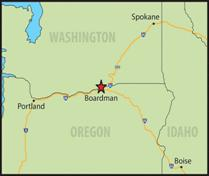 Spokane
WASHINGTON
Boardman
Portland
OREGON
IDAHO
Boise